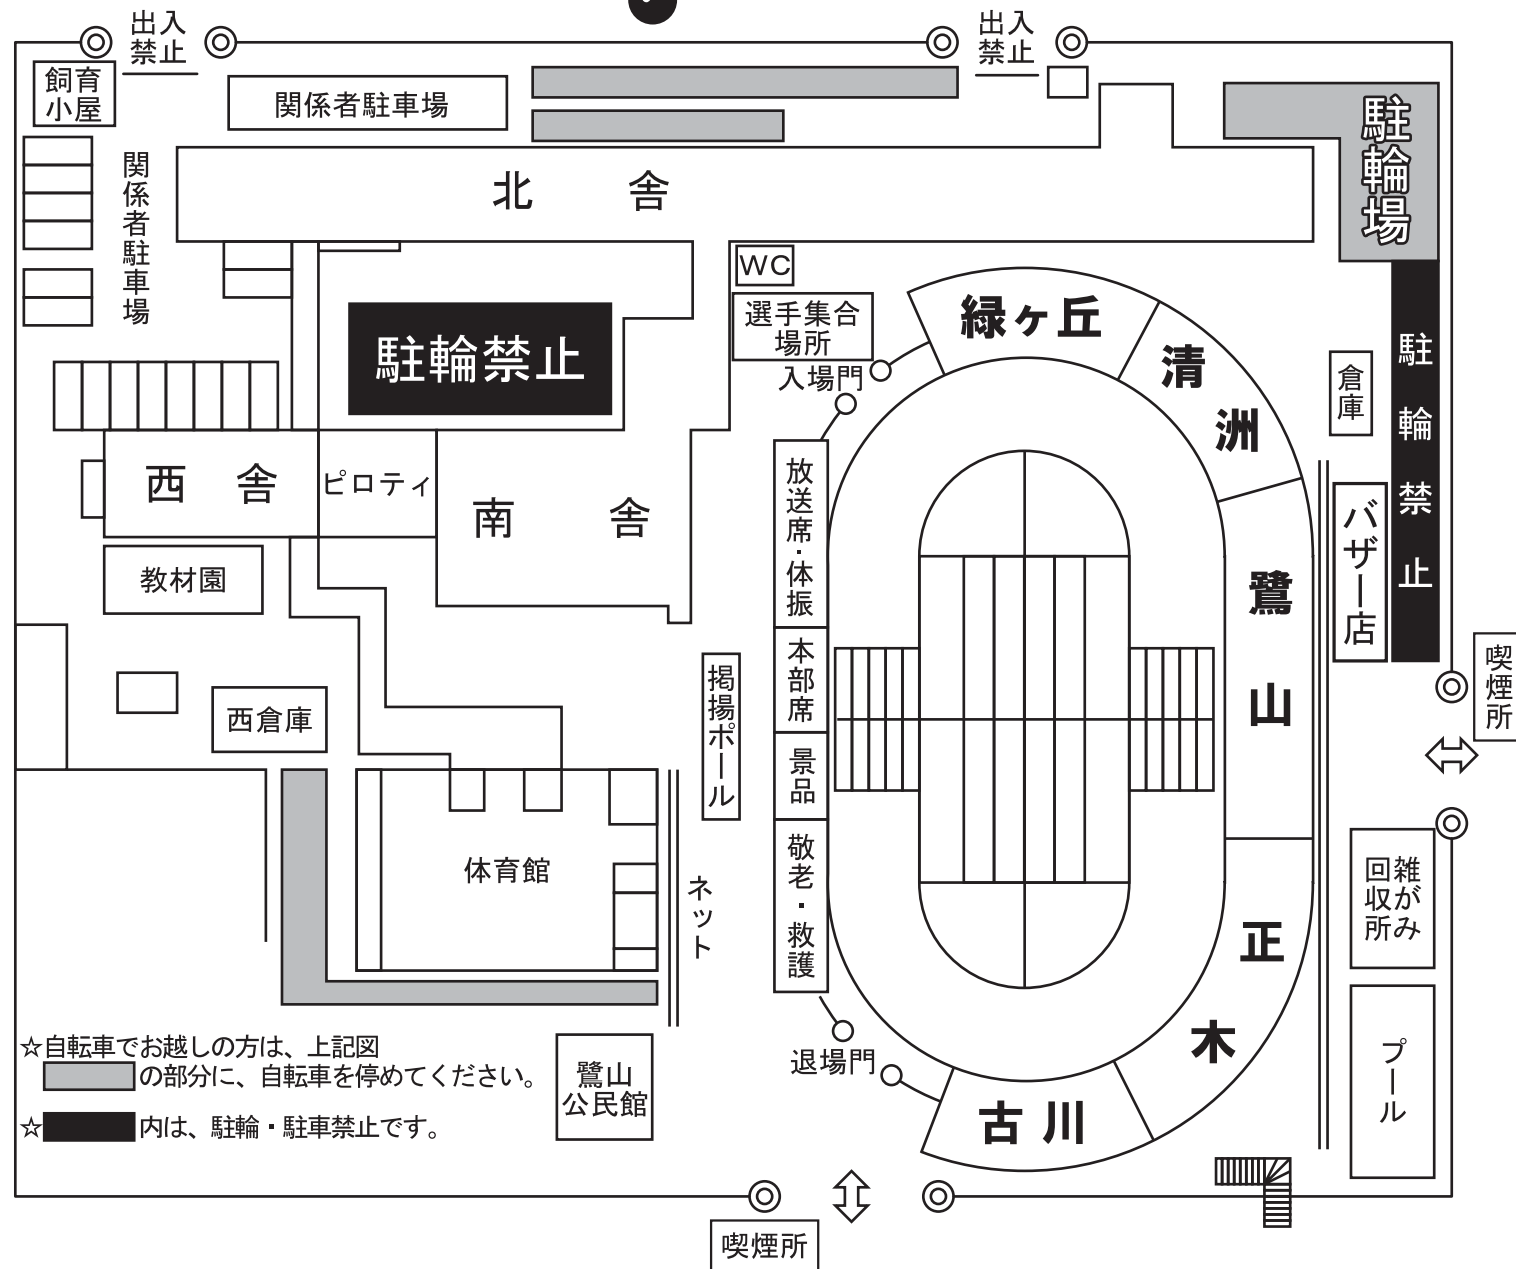 出入
禁止
出入
禁止
飼育
小屋
関係者駐車場
駐輪場
関係者駐車場
北 舎
WC
選手集合
場所
入場門
緑ヶ丘
清洲
駐輪禁止
倉庫
駐輪禁止
西 舎
ピロティ
南 舎
放送席・体振
バザー店
教材園
鷺山
本部席
喫煙所
掲揚ポール
西倉庫
景品
体育館
ネット
敬老・救護
雑がみ
回収所
正木
☆自転車でお越しの方は、上記図
の部分に、自転車を停めてください。
☆ 内は、駐輪・駐車禁止です。
鷺山
公民館
退場門
古川
プール
喫煙所